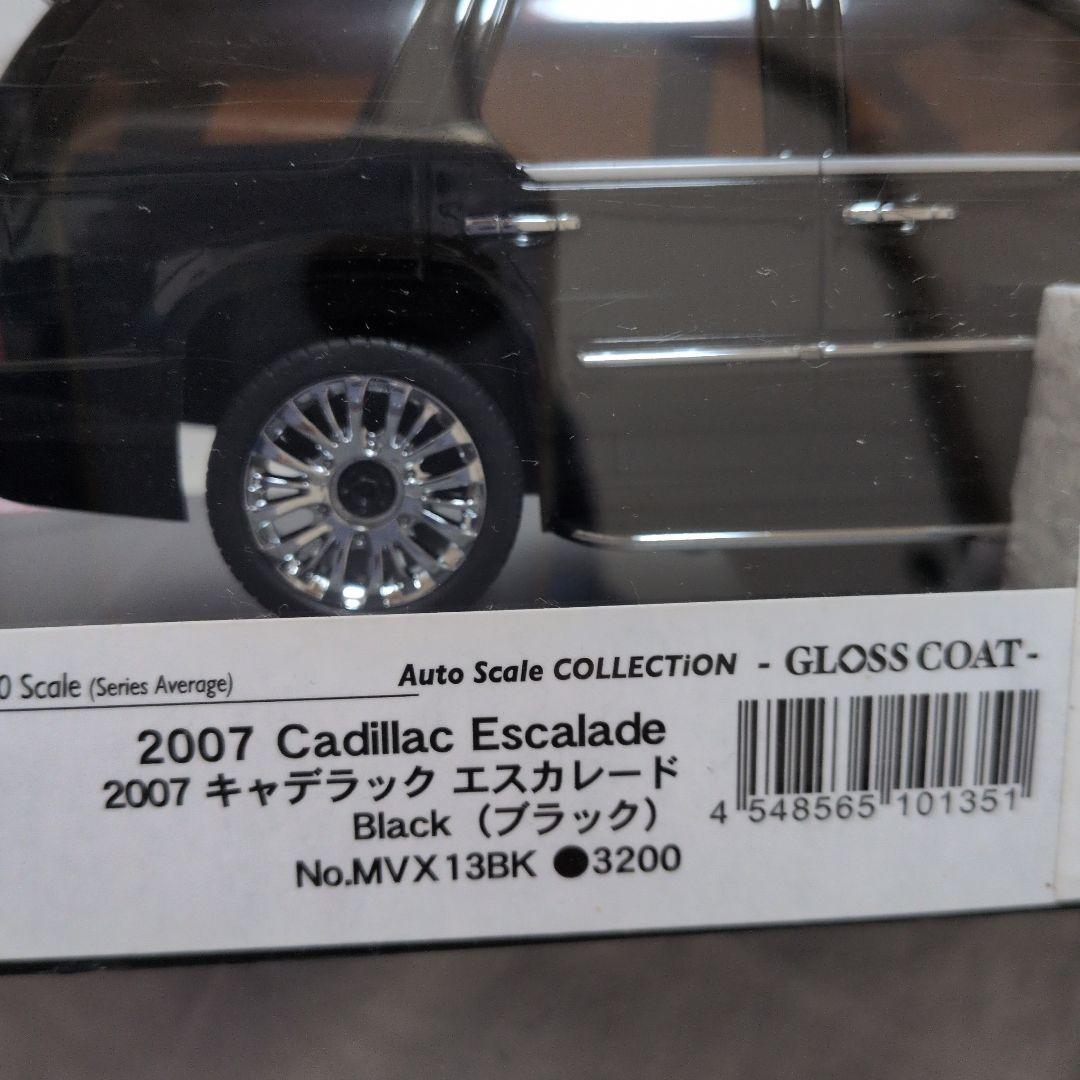 0 Scale (Series Average)
Auto Scale COLLECTiON - GLOSS COAT -
2007 Cadillac Escalade
2007 キャデラック エスカレード
Black（ブラック）
No.MVX13BK ●3200
4 548565 101351